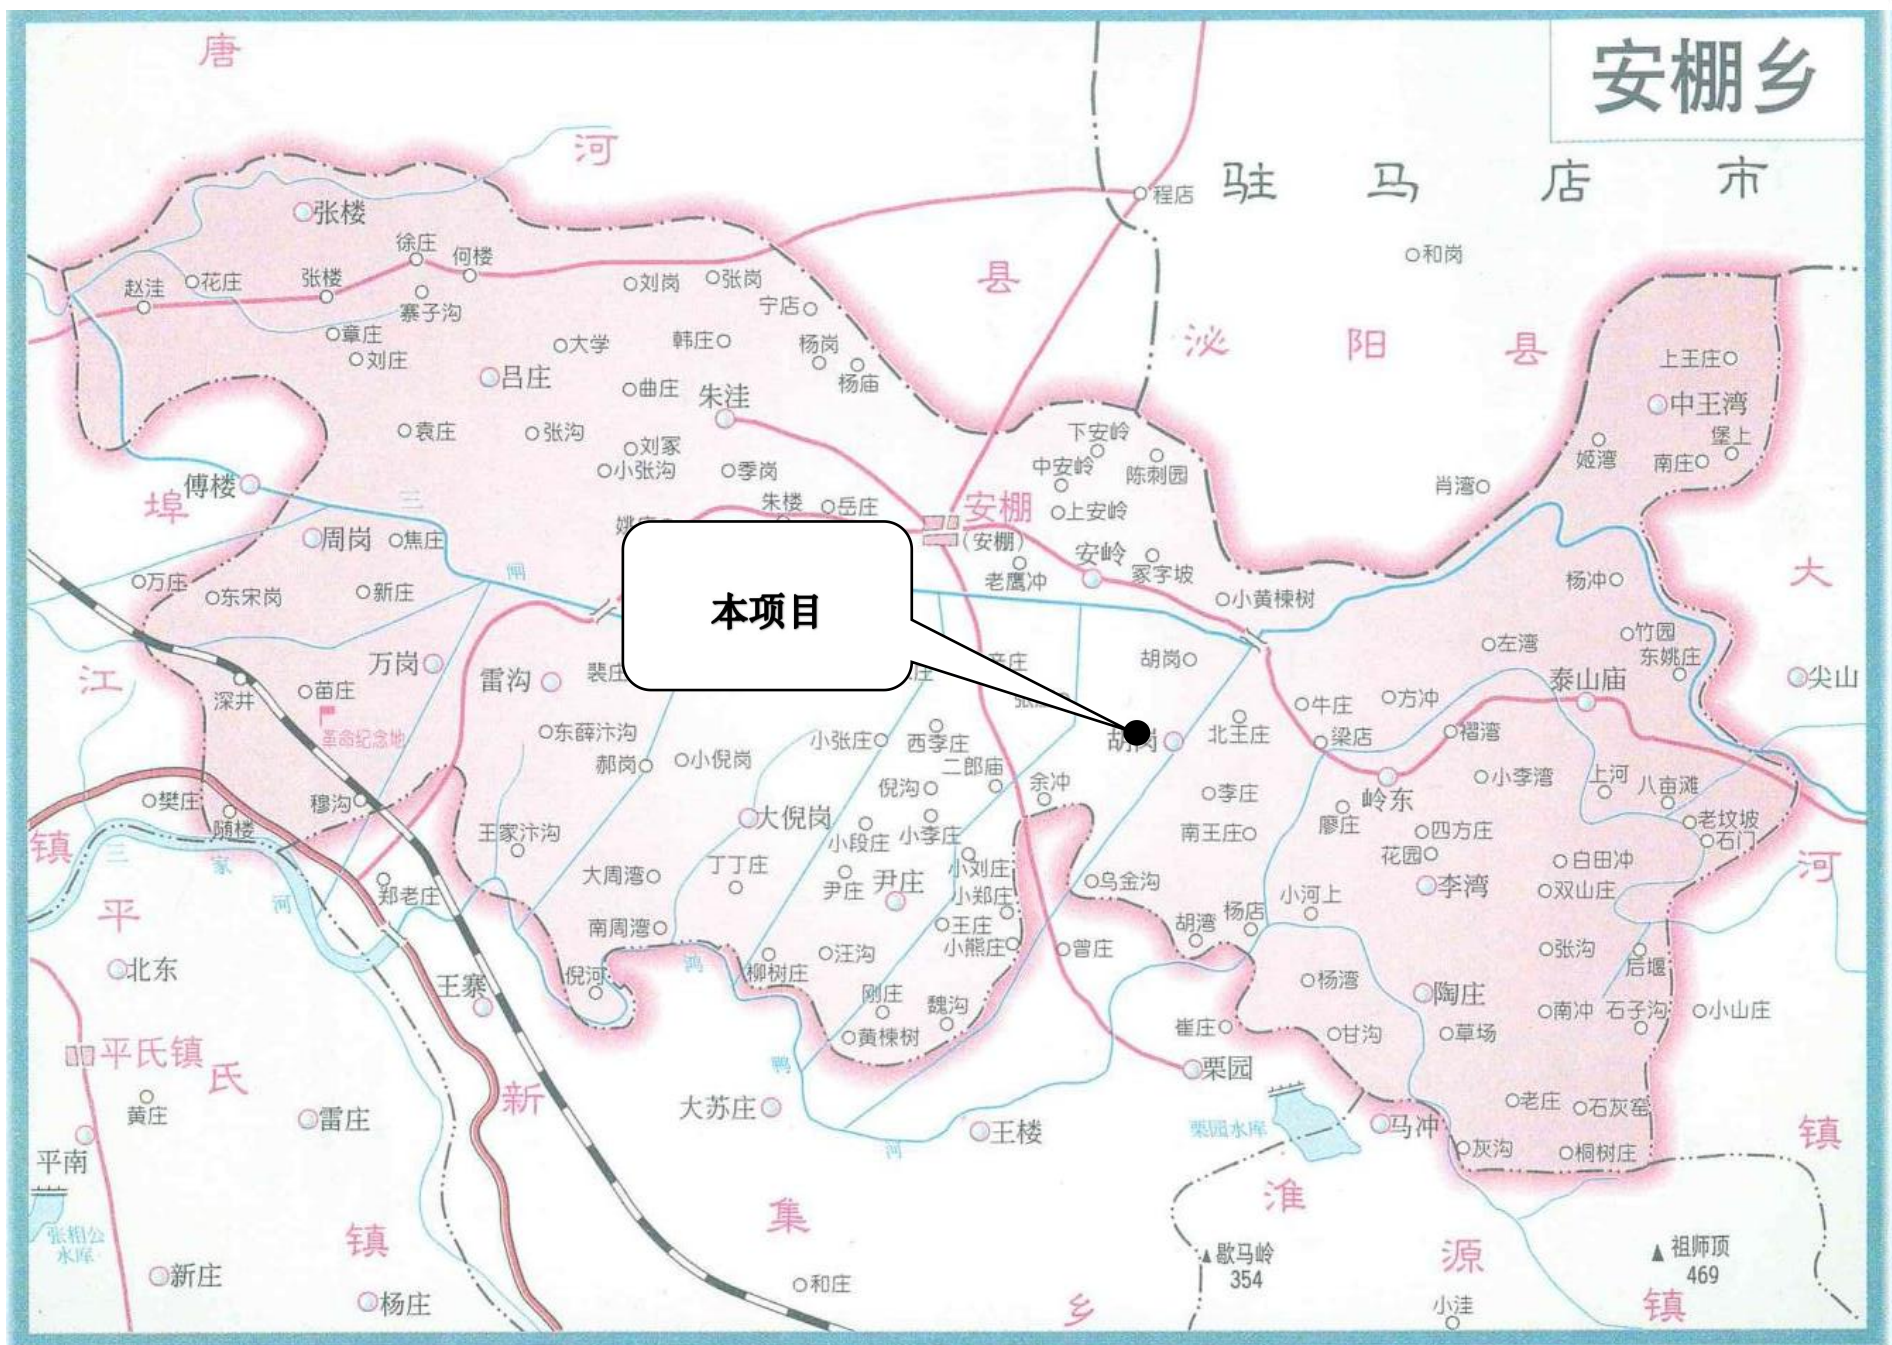 安棚乡
唐
河
县
驻马店市
泌阳县
程店
和岗
张楼
徐庄
何楼
赵洼
花庄
张楼
寨子沟
章庄
刘庄
刘岗
张岗
宁店
大学
韩庄
杨岗
杨庙
吕庄
曲庄
朱洼
袁庄
张沟
刘冢
小张沟
季岗
朱楼
岳庄
下安岭
中安岭
陈刺园
上安岭
安棚
(安棚)
老鹰冲
安岭
冢字坡
小黄楝树
上王庄
中王湾
堡上
姬湾
南庄
肖湾
杨冲
大
河
镇
埠
江
镇
傅楼
三
周岗
焦庄
闸
万庄
东宋岗
新庄
万岗
雷沟
深井
苗庄
革命纪念地
本项目
胡岗
左湾
竹园
东姚庄
泰山庙
尖山
牛庄
方冲
北王庄
梁店
褶湾
胡岗
东薛汴沟
郝岗
小倪岗
小张庄
西李庄
二郎庙
倪沟
余冲
李庄
岭东
小李湾
上河
八亩滩
樊庄
随楼
穆沟
王家汴沟
大倪岗
小段庄
小李庄
南王庄
廖庄
四方庄
花园
老坟坡
石门
白田冲
李湾
双山庄
三
家
河
郑老庄
大周湾
丁丁庄
尹庄
尹庄
小刘庄
小郑庄
乌金沟
小河上
胡湾
杨店
南周湾
王庄
小熊庄
曾庄
张沟
后堰
平
氏
镇
北东
王寨
倪河
鸿
鸭
河
柳树庄
汪沟
刚庄
魏沟
黄楝树
杨湾
陶庄
南冲
石子沟
小山庄
崔庄
甘沟
草场
平氏镇
黄庄
雷庄
平南
张相公
水库
新
集
乡
大苏庄
王楼
栗园
栗园水库
马冲
老庄
石灰窑
灰沟
桐树庄
淮
源
镇
歇马岭
354
祖师顶
469
新庄
杨庄
和庄
小洼